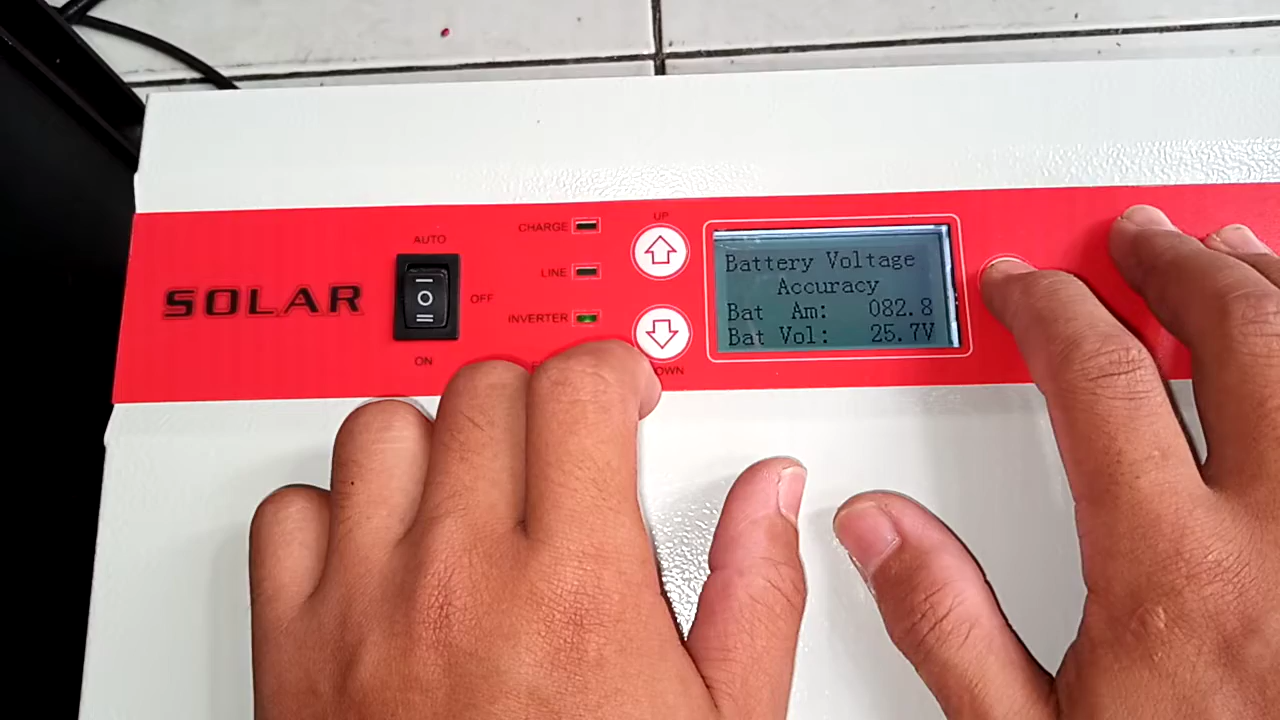 SOLAR
AUTO
OFF
ON
CHARGE
LINE
INVERTER
UP
Battery Voltage
Accuracy
Bat Am: 082.8
Bat Vol: 25.7V